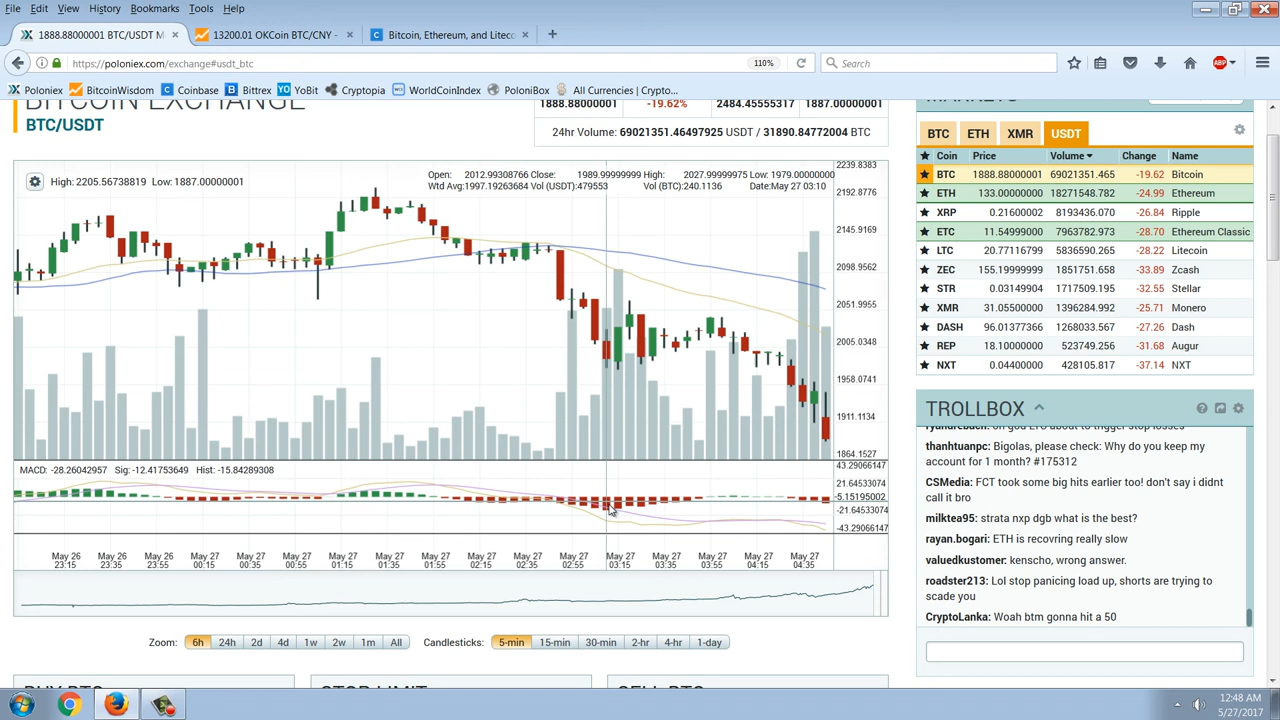 File Edit View History Bookmarks Tools Help
1888.88000001 BTC/USDT M
13200.01 OKCoin BTC/CNY -
Bitcoin, Ethereum, and Litec
https://poloniex.com/exchange#usdt_btc
110%
Search
ABP
Poloniex BitcoinWisdom Coinbase Bittrex YoBit Cryptopia WorldCoinIndex PoloniBox All Currencies | Crypto...
BITCOIN EXCHANGE
BTC/USDT
1888.88000001 -19.62% 2484.45555317 1887.00000001
24hr Volume: 69021351.46497925 USDT / 31890.84772004 BTC
High: 2205.56738819 Low: 1887.00000001
Open: 2012.99308766 Close: 1989.99999999 High: 2027.99999975 Low: 1979.00000000
Wtd Avg:1997.19263684 Vol (USDT):479553 Vol (BTC):240.1136 Date:May 27 03:10
2239.8383
2192.8776
2145.9169
2098.9562
2051.9955
2005.0348
1958.0741
1911.1134
1864.1527
MACD: -28.26042957 Sig: -12.41753649 Hist: -15.84289308
43.29066147
21.64533074
-5.15195002
-21.64533074
-43.29066147
May 26 23:15
May 26 23:35
May 26 23:55
May 27 00:15
May 27 00:35
May 27 00:55
May 27 01:15
May 27 01:35
May 27 01:55
May 27 02:15
May 27 02:35
May 27 02:55
May 27 03:15
May 27 03:35
May 27 03:55
May 27 04:15
May 27 04:35
Zoom: 6h 24h 2d 4d 1w 2w 1m All Candlesticks: 5-min 15-min 30-min 2-hr 4-hr 1-day
BUY BTC STOP-LIMIT SELL BTC
MARKETS
BTC ETH XMR USDT
Coin Price Volume Change Name
BTC 1888.88000001 69021351.465 -19.62 Bitcoin
ETH 133.00000000 18271548.782 -24.99 Ethereum
XRP 0.21600002 8193436.070 -26.84 Ripple
ETC 11.54999999 7963782.973 -28.70 Ethereum Classic
LTC 20.77116799 5836590.265 -28.22 Litecoin
ZEC 155.19999999 1851751.658 -33.89 Zcash
STR 0.03149904 1717509.195 -32.55 Stellar
XMR 31.05500000 1396284.992 -25.71 Monero
DASH 96.01377366 1268033.567 -27.26 Dash
REP 18.10000000 523749.256 -31.68 Augur
NXT 0.04400000 428105.817 -37.14 NXT
TROLLBOX
thanhtuanpc: Bigolas, please check: Why do you keep my
account for 1 month? #175312
CSMedia: FCT took some big hits earlier too! don't say i didnt
call it bro
milktea95: strata nxp dgb what is the best?
rayan.bogari: ETH is recovring really slow
valuedkustomer: kenscho, wrong answer.
roadster213: Lol stop panicing load up, shorts are trying to
scade you
CryptoLanka: Woah btm gonna hit a 50
12:48 AM
5/27/2017